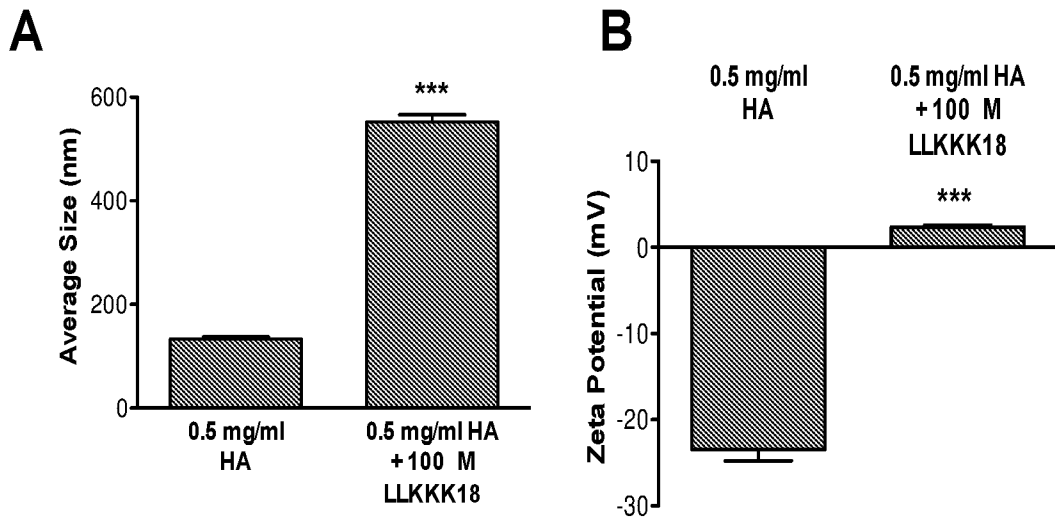 A
Average Size (nm)
600
400
200
0
***
0.5 mg/ml
HA
0.5 mg/ml HA
+100 M
LLKKK18
B
0.5 mg/ml
HA
0.5 mg/ml HA
+100 M
LLKKK18
Zeta Potential (mV)
10
0
-10
-20
-30
***